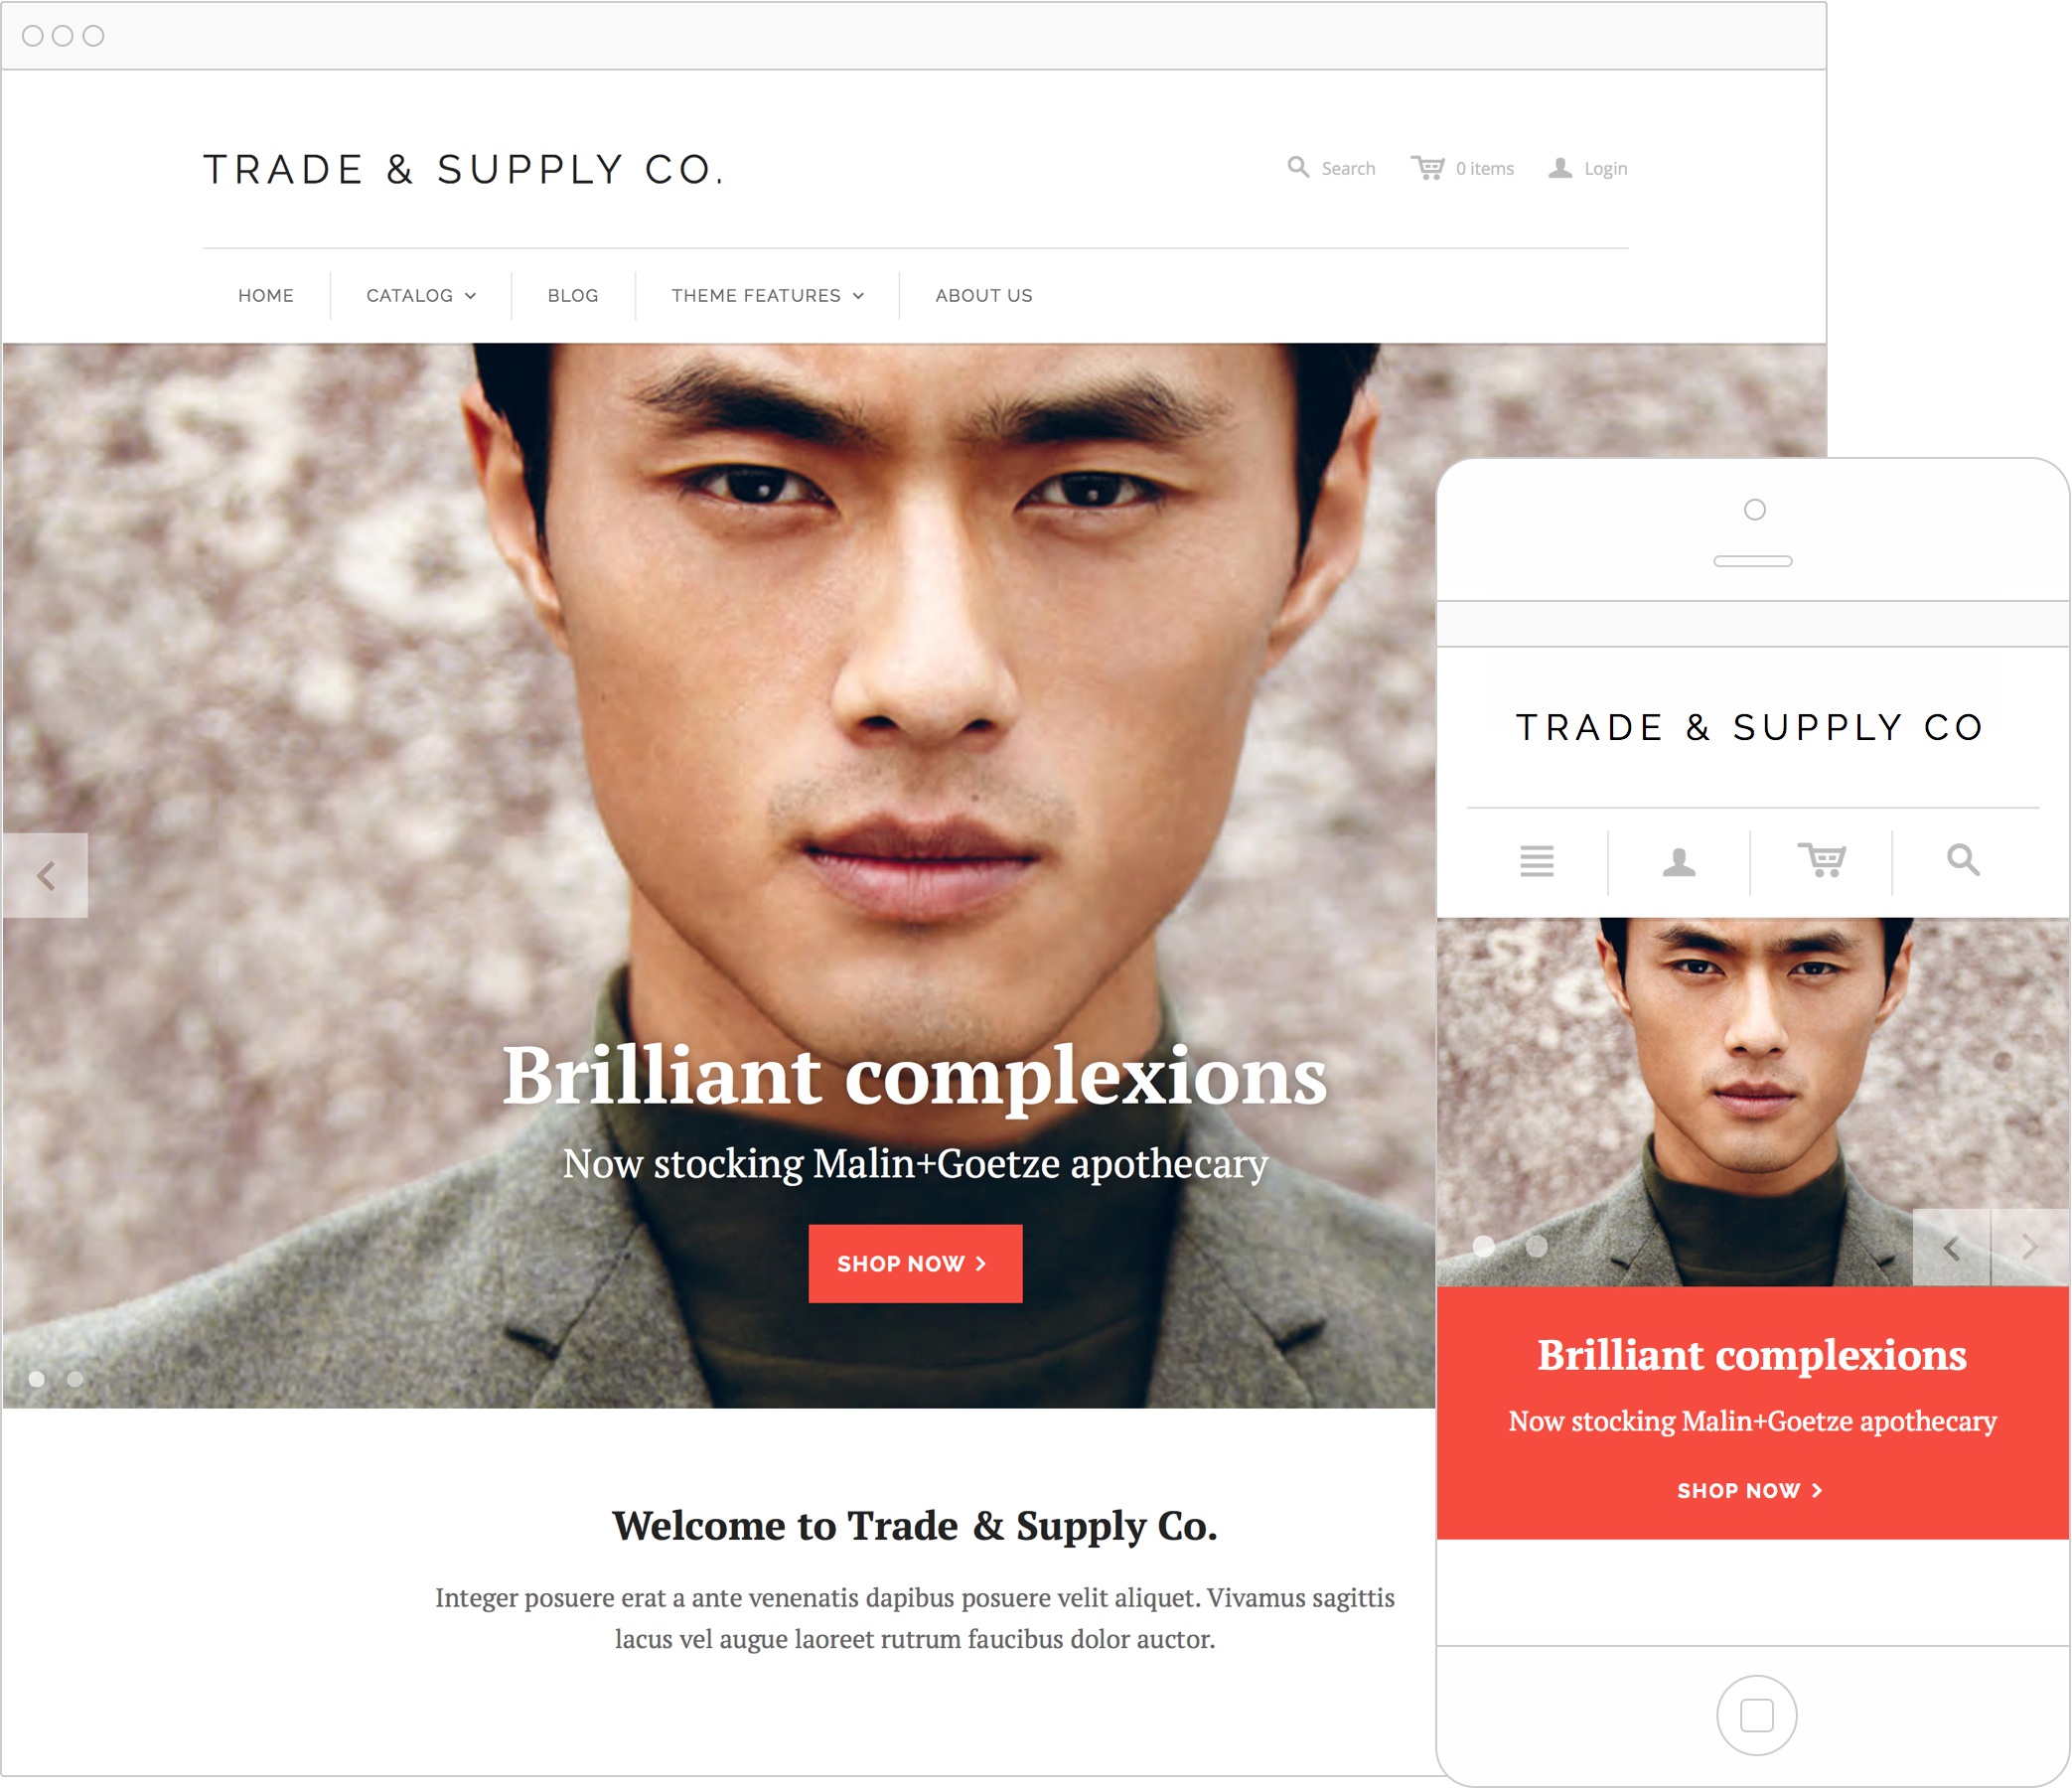 TRADE & SUPPLY CO.
Search
0 items
Login
HOME
CATALOG
BLOG
THEME FEATURES
ABOUT US
Brilliant complexions
Now stocking Malin+Goetze apothecary
SHOP NOW
Welcome to Trade & Supply Co.
Integer posuere erat a ante venenatis dapibus posuere velit aliquet. Vivamus sagittis
lacus vel augue laoreet rutrum faucibus dolor auctor.
TRADE & SUPPLY CO
Brilliant complexions
Now stocking Malin+Goetze apothecary
SHOP NOW